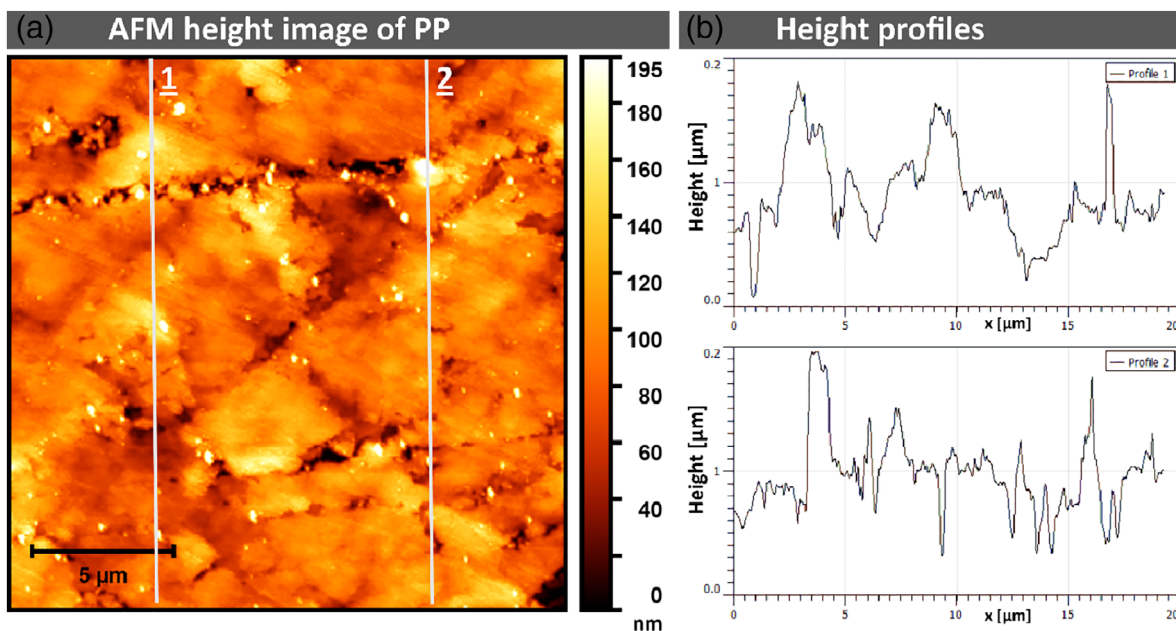 (a) AFM height image of PP
1 2
5 µm
195
180
160
140
120
100
80
60
40
20
0
nm
(b) Height profiles
Profile 1
Height [µm]
0.2
1
0.0
0 5 10 15 20
x [µm]
Profile 2
Height [µm]
0.2
1
0.0
0 5 10 15 20
x [µm]